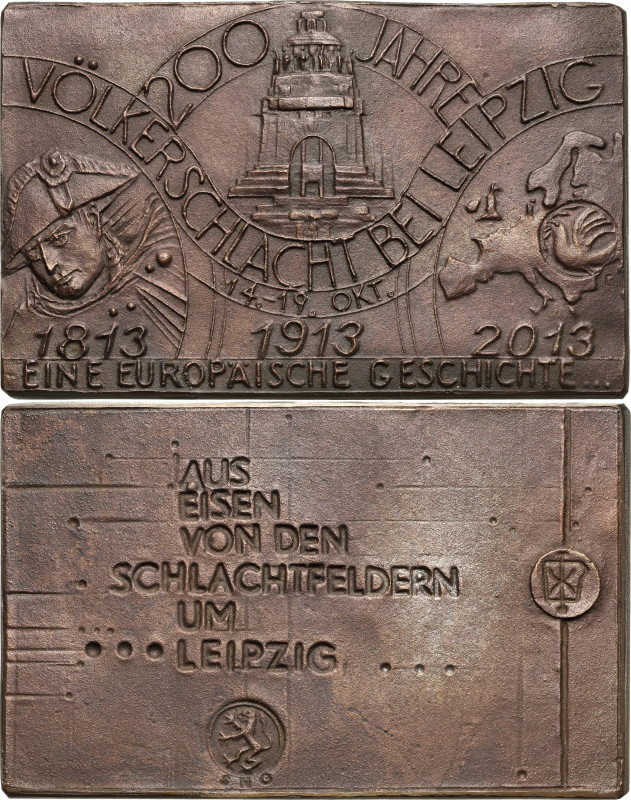 200 JAHRE
VÖLKERSCHLACHT BEI LEIPZIG
14.-19. OKT.
1813 1913 2013
EINE EUROPÄISCHE GESCHICHTE...
AUS
EISEN
VON DEN
SCHLACHTFELDERN
UM
LEIPZIG
SNG